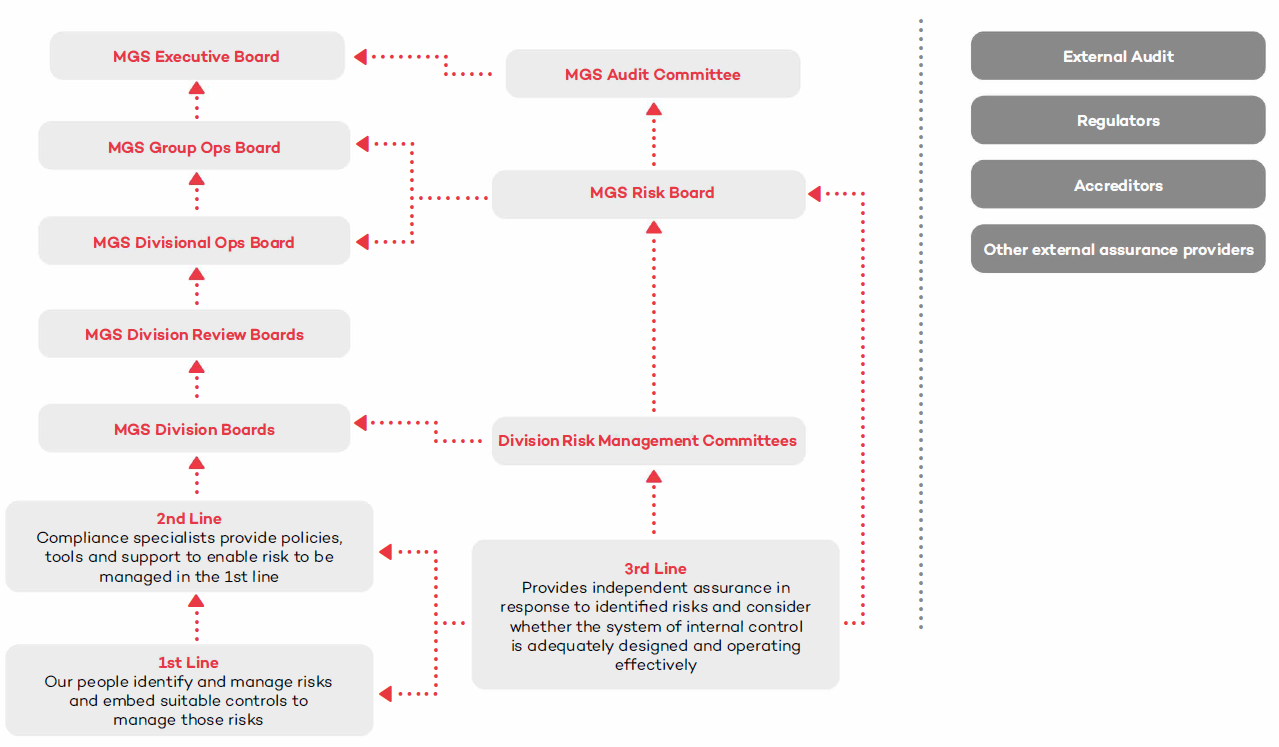 MGS Executive Board
MGS Audit Committee
External Audit
MGS Group Ops Board
Regulators
MGS Risk Board
Accreditors
MGS Divisional Ops Board
Other external assurance providers
MGS Division Review Boards
MGS Division Boards
Division Risk Management Committees
2nd Line
Compliance specialists provide policies,
tools and support to enable risk to be
managed in the 1st line
3rd Line
Provides independent assurance in
response to identified risks and consider
whether the system of internal control
is adequately designed and operating
effectively
1st Line
Our people identify and manage risks
and embed suitable controls to
manage those risks